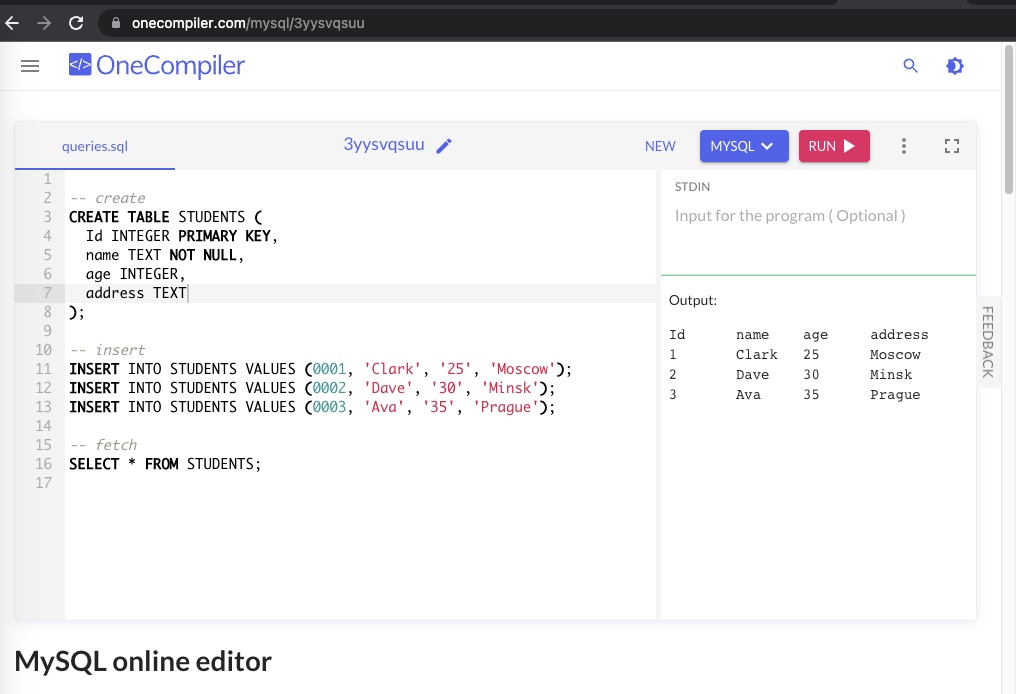 onecompiler.com/mysql/3yysvqsuu
</> OneCompiler
queries.sql
3yysvqsuu
NEW
MYSQL
RUN
1
2 -- create
3 CREATE TABLE STUDENTS (
4   Id INTEGER PRIMARY KEY,
5   name TEXT NOT NULL,
6   age INTEGER,
7   address TEXT
8 );
9
10 -- insert
11 INSERT INTO STUDENTS VALUES (0001, 'Clark', '25', 'Moscow');
12 INSERT INTO STUDENTS VALUES (0002, 'Dave', '30', 'Minsk');
13 INSERT INTO STUDENTS VALUES (0003, 'Ava', '35', 'Prague');
14
15 -- fetch
16 SELECT * FROM STUDENTS;
17
STDIN
Input for the program ( Optional )
Output:
Id name age address
1 Clark 25 Moscow
2 Dave 30 Minsk
3 Ava 35 Prague
FEEDBACK
MySQL online editor